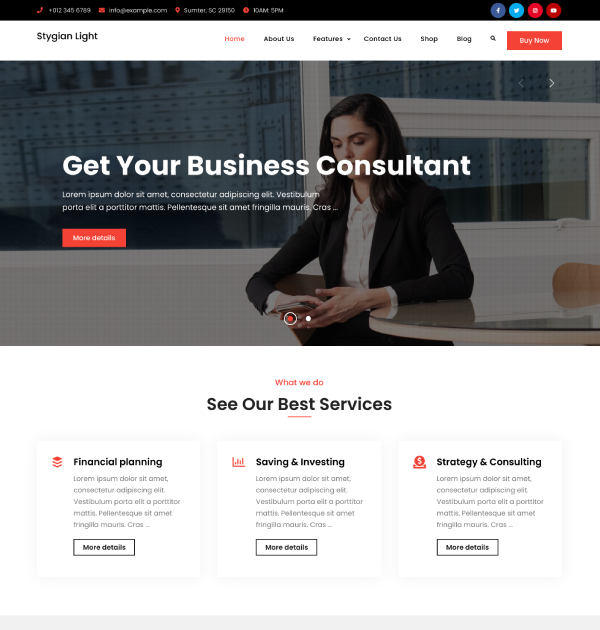 +012 345 6789 info@example.com Sumter, SC 29150 10AM: 5PM
Stygian Light
Home About Us Features Contact Us Shop Blog Buy Now
Get Your Business Consultant
Lorem ipsum dolor sit amet, consectetur adipiscing elit. Vestibulum
porta elit a porttitor mattis. Pellentesque sit amet fringilla mauris. Cras ...
More details
What we do
See Our Best Services
Financial planning
Lorem ipsum dolor sit amet,
consectetur adipiscing elit.
Vestibulum porta elit a porttitor
mattis. Pellentesque sit amet
fringilla mauris. Cras ...
More details
Saving & Investing
Lorem ipsum dolor sit amet,
consectetur adipiscing elit.
Vestibulum porta elit a porttitor
mattis. Pellentesque sit amet
fringilla mauris. Cras ...
More details
Strategy & Consulting
Lorem ipsum dolor sit amet,
consectetur adipiscing elit.
Vestibulum porta elit a porttitor
mattis. Pellentesque sit amet
fringilla mauris. Cras ...
More details